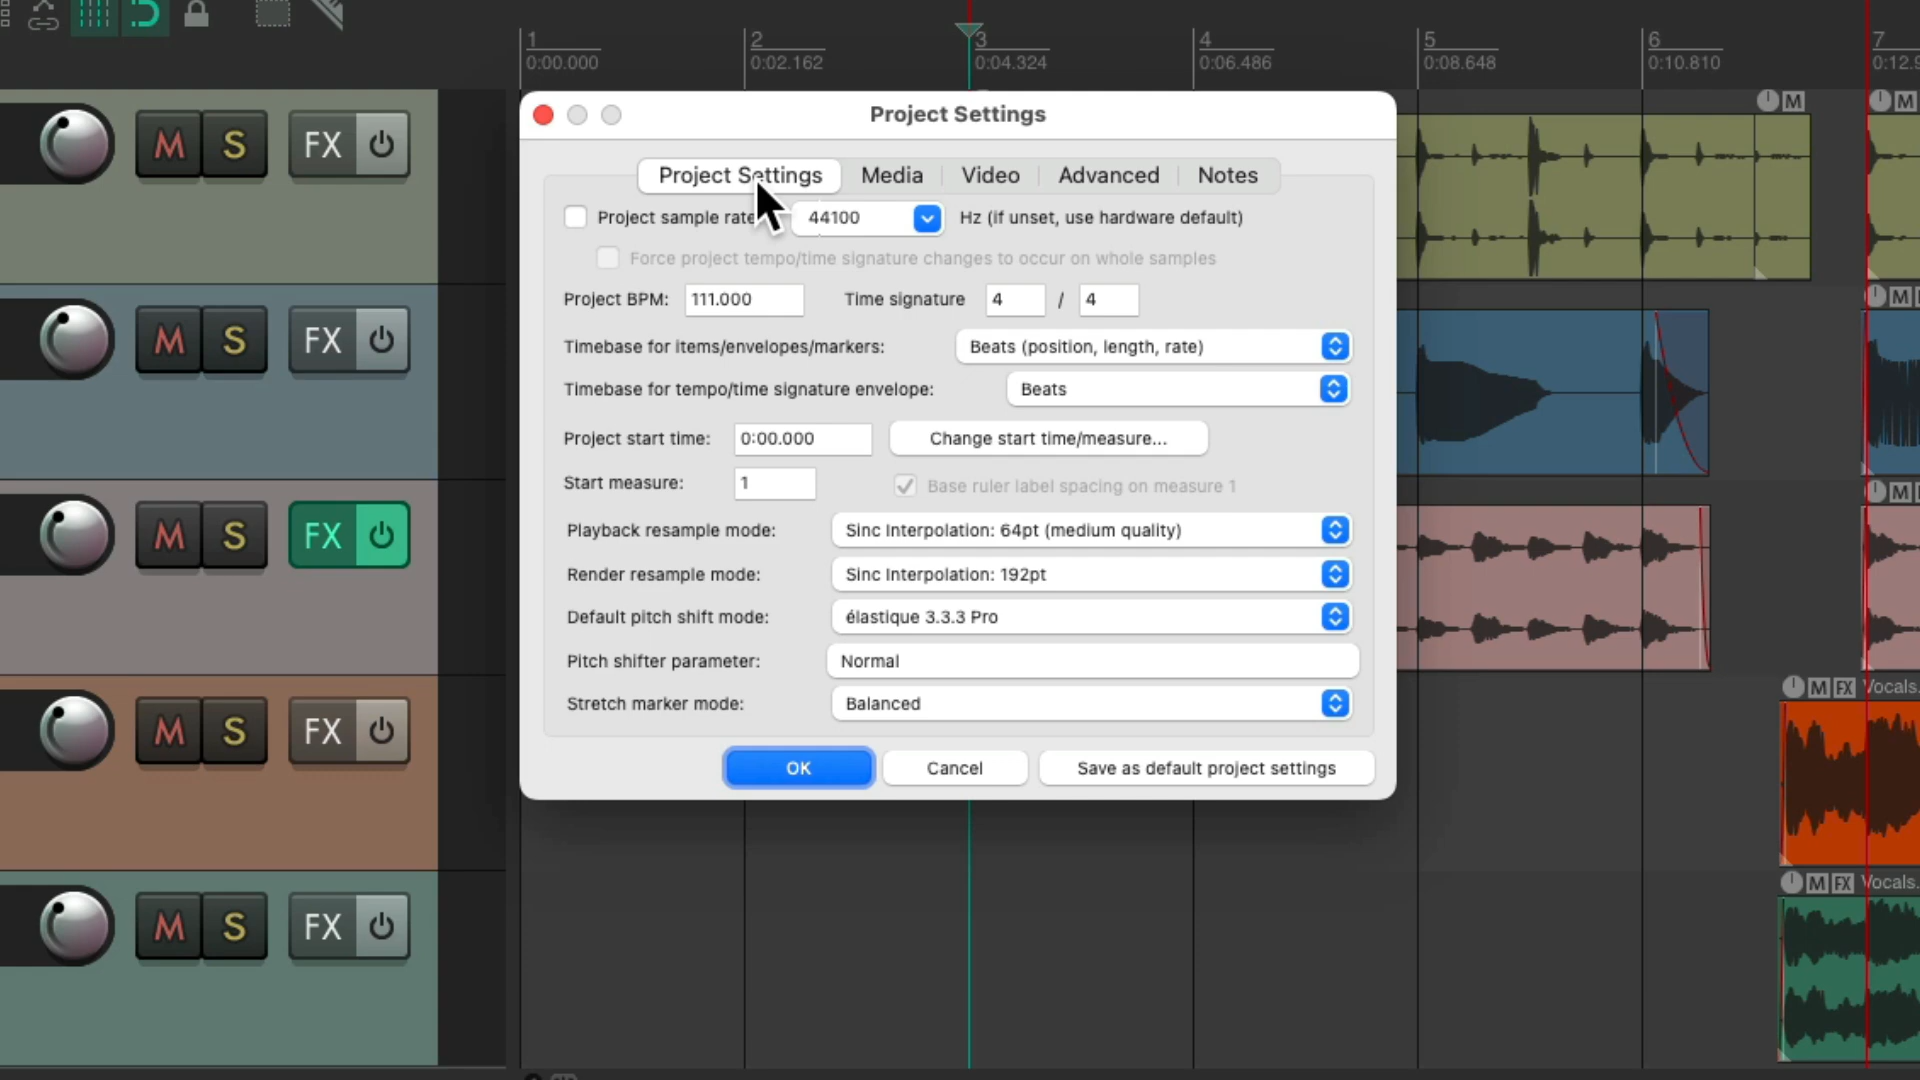 1 2 3 4 5 6 7
0:00.000 0:02.162 0:04.324 0:06.486 0:08.648 0:10.810 0:12.9
Project Settings
Project Settings Media Video Advanced Notes
Project sample rate 44100 Hz (if unset, use hardware default)
Force project tempo/time signature changes to occur on whole samples
Project BPM: 111.000 Time signature 4 / 4
Timebase for items/envelopes/markers: Beats (position, length, rate)
Timebase for tempo/time signature envelope: Beats
Project start time: 0:00.000 Change start time/measure...
Start measure: 1 Base ruler label spacing on measure 1
Playback resample mode: Sinc Interpolation: 64pt (medium quality)
Render resample mode: Sinc Interpolation: 192pt
Default pitch shift mode: élastique 3.3.3 Pro
Pitch shifter parameter: Normal
Stretch marker mode: Balanced
OK Cancel Save as default project settings
M S FX
M S FX
M S FX
M S FX
M S FX
M M
M
M
M FX Vocals.
M FX Vocals.